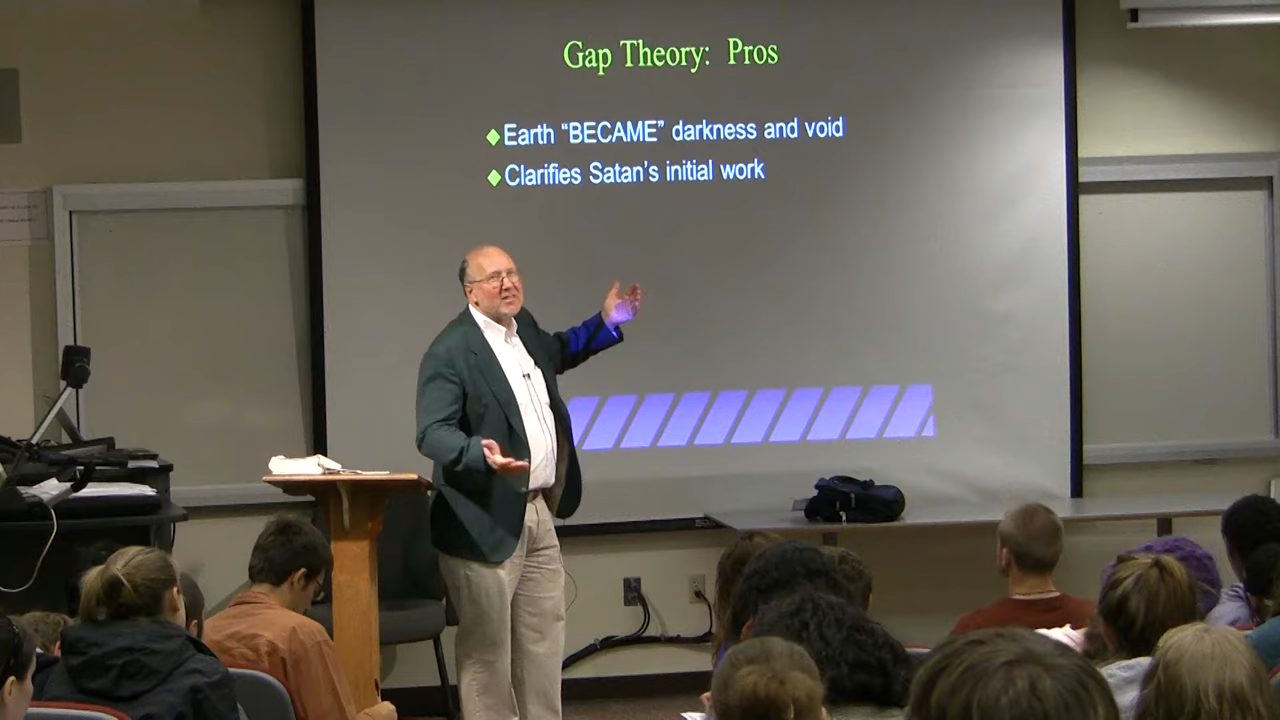 Gap Theory: Pros
Earth “BECAME” darkness and void
Clarifies Satan’s initial work